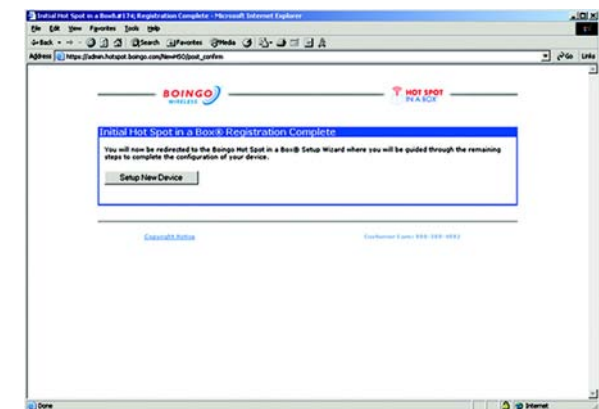 Initial Hot Spot in a Box&#174; Registration Complete - Microsoft Internet Explorer
File Edit View Favorites Tools Help
Back Search Favorites Media
Address https://admin.hotspot.boingo.com/NewHSO/post_confirm Go Links
BOINGO
WIRELESS
HOT SPOT
IN A BOX
Initial Hot Spot in a Box® Registration Complete
You will now be redirected to the Boingo Hot Spot in a Box® Setup Wizard where you will be guided through the remaining
steps to complete the configuration of your device.
Setup New Device
Copyright Notice
Customer Care:
Done Internet